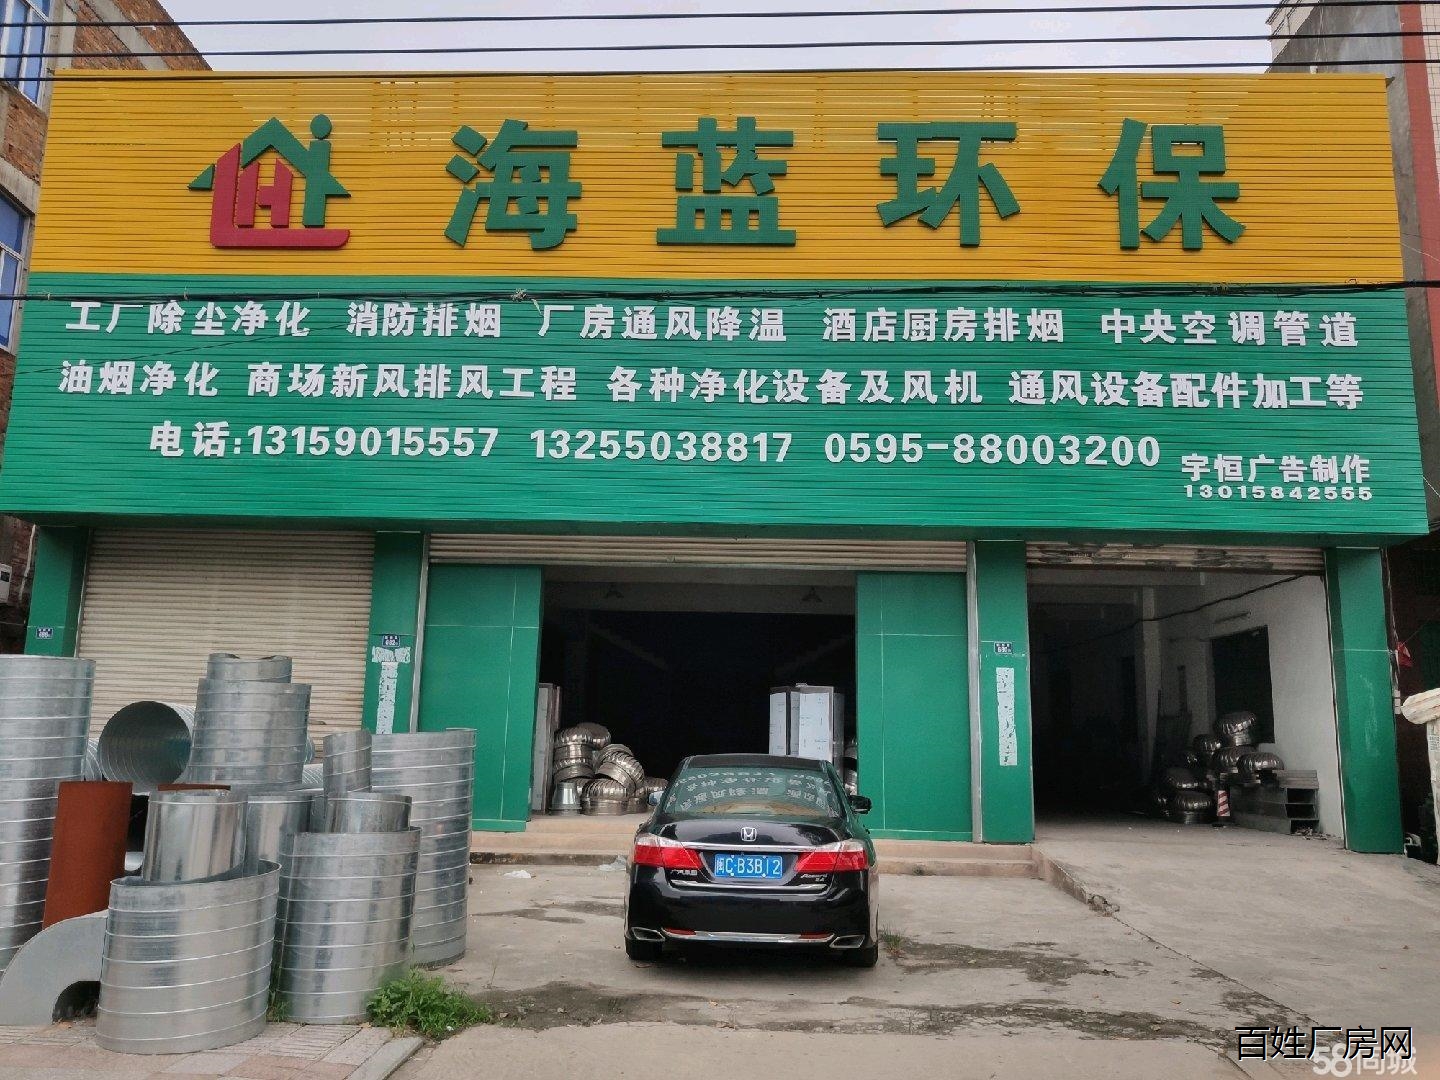 海蓝环保
工厂除尘净化 消防排烟 厂房通风降温 酒店厨房排烟 中央空调管道
油烟净化 商场新风排风工程 各种净化设备及风机 通风设备配件加工等
电话:13159015557 13255038817 0595-88003200
宇恒广告制作
13015842555
闽C·B3B12
Accord
百姓厂房网
58同城